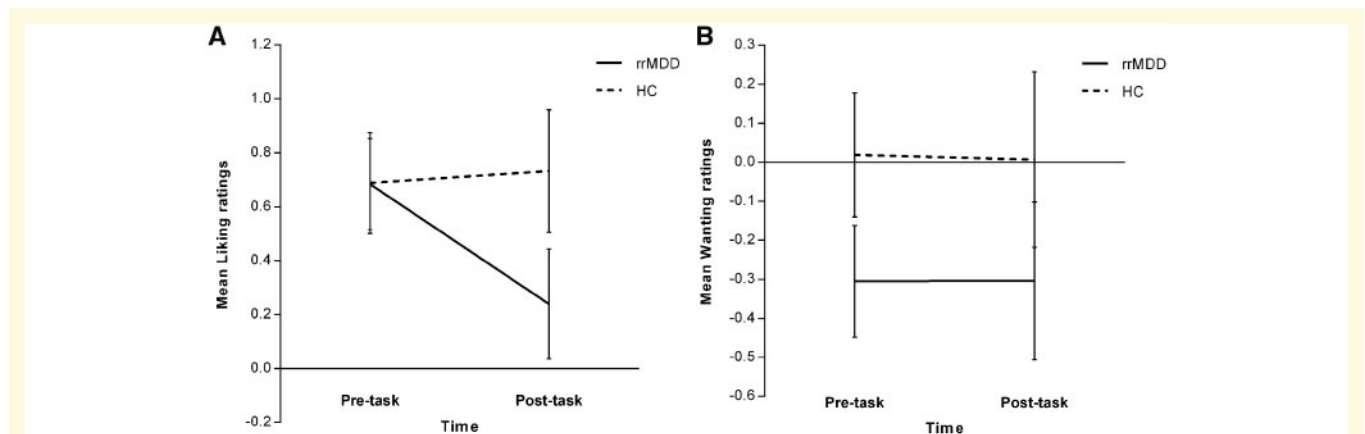 A
1.2
1.0
0.8
0.6
0.4
0.2
0.0
-0.2
Mean Liking ratings
rrMDD
HC
Pre-task
Post-task
Time
B
0.3
0.2
0.1
0.0
-0.1
-0.2
-0.3
-0.4
-0.5
-0.6
Mean Wanting ratings
rrMDD
HC
Pre-task
Post-task
Time